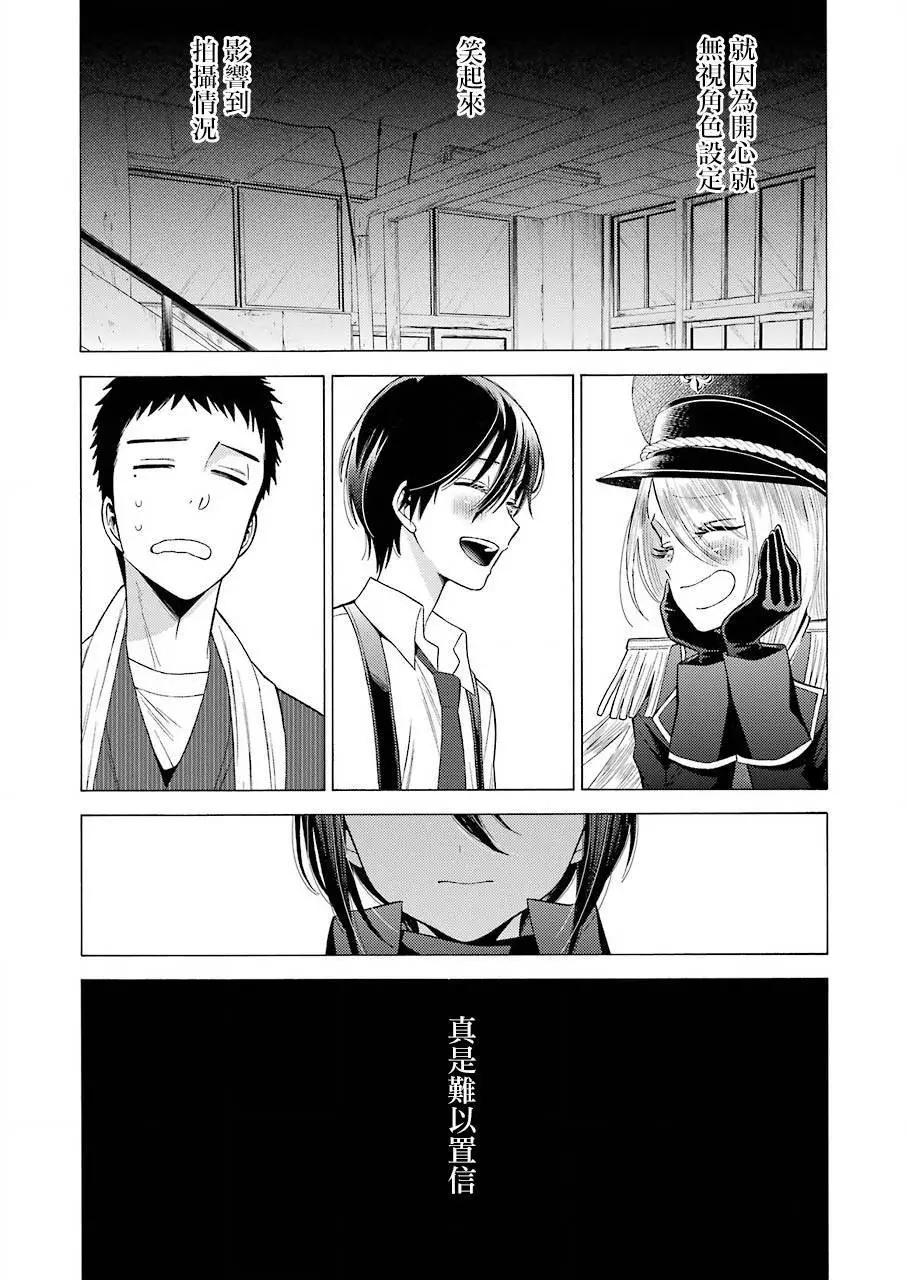 就因為開心就
無視角色設定
笑起來
影響到
拍攝情況
真是難以置信